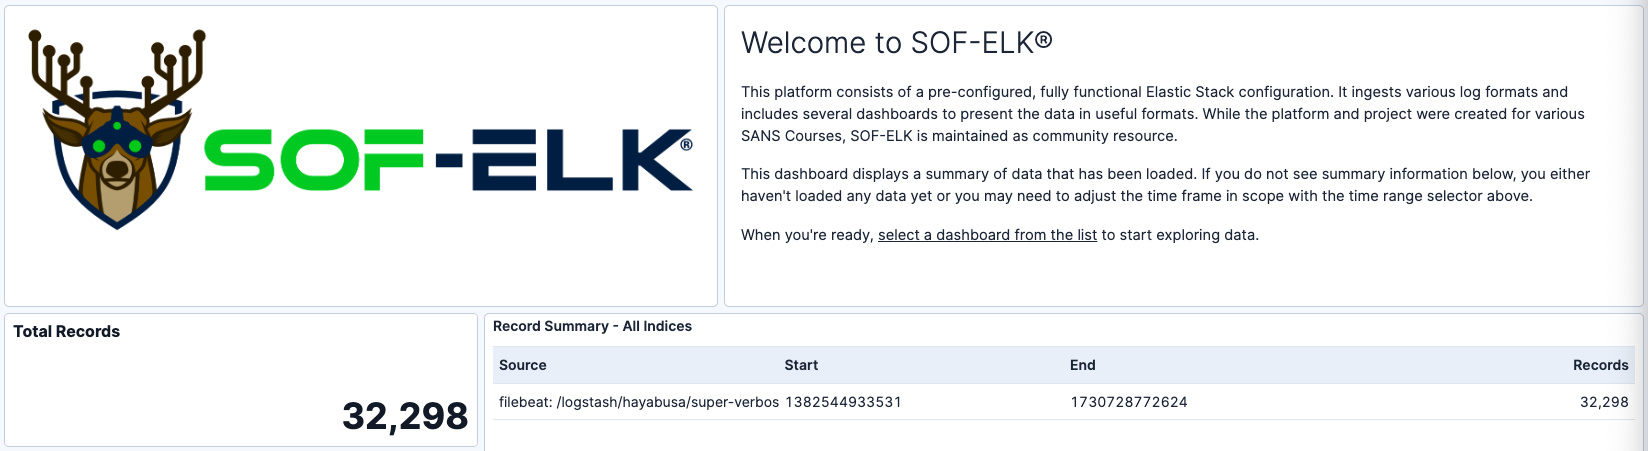 SOF-ELK®
Welcome to SOF-ELK®
This platform consists of a pre-configured, fully functional Elastic Stack configuration. It ingests various log formats and
includes several dashboards to present the data in useful formats. While the platform and project were created for various
SANS Courses, SOF-ELK is maintained as community resource.
This dashboard displays a summary of data that has been loaded. If you do not see summary information below, you either
haven't loaded any data yet or you may need to adjust the time frame in scope with the time range selector above.
When you're ready, select a dashboard from the list to start exploring data.
Total Records
32,298
Record Summary - All Indices
Source Start End Records
filebeat: /logstash/hayabusa/super-verbos 1382544933531 1730728772624 32,298